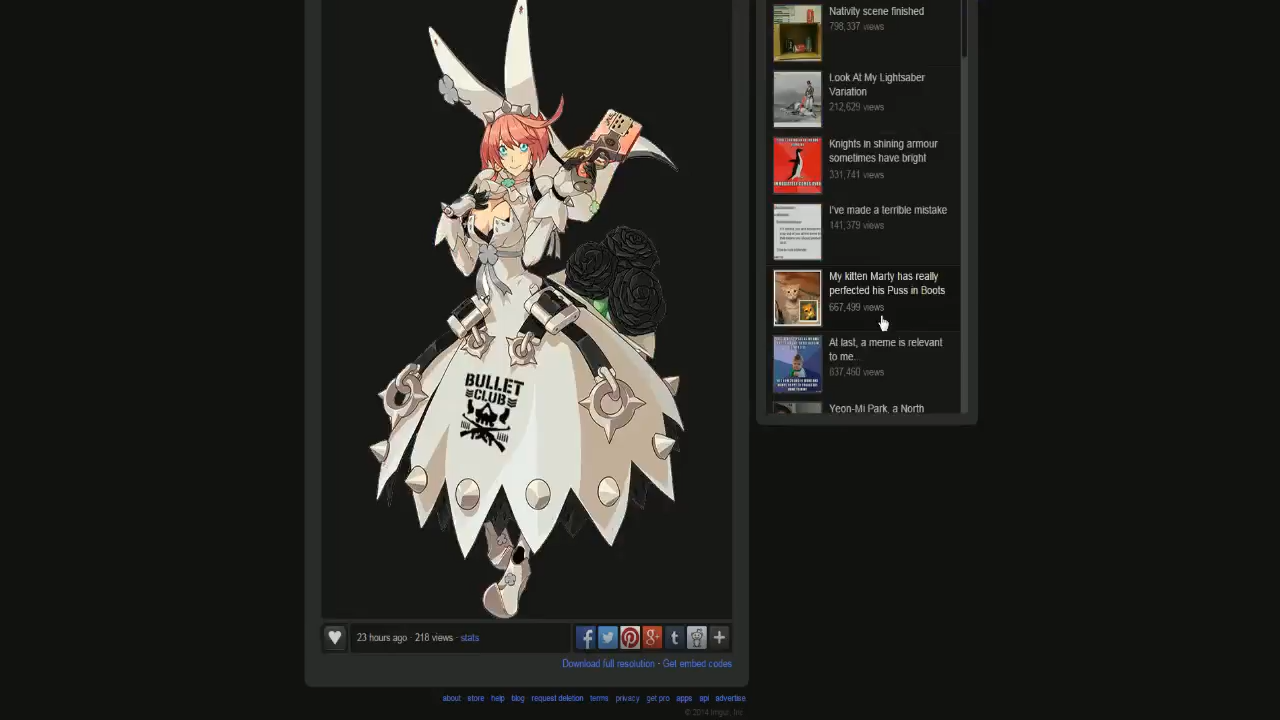 Nativity scene finished
798,337 views
Look At My Lightsaber
Variation
212,629 views
Knights in shining armour
sometimes have bright
331,741 views
I've made a terrible mistake
141,379 views
My kitten Marty has really
perfected his Puss in Boots
667,499 views
At last, a meme is relevant
to me...
837,460 views
Yeon-Mi Park, a North
BULLET
CLUB
23 hours ago · 218 views · stats
Download full resolution · Get embed codes
about store help blog request deletion terms privacy get pro apps api advertise
© 2014 Imgur, Inc